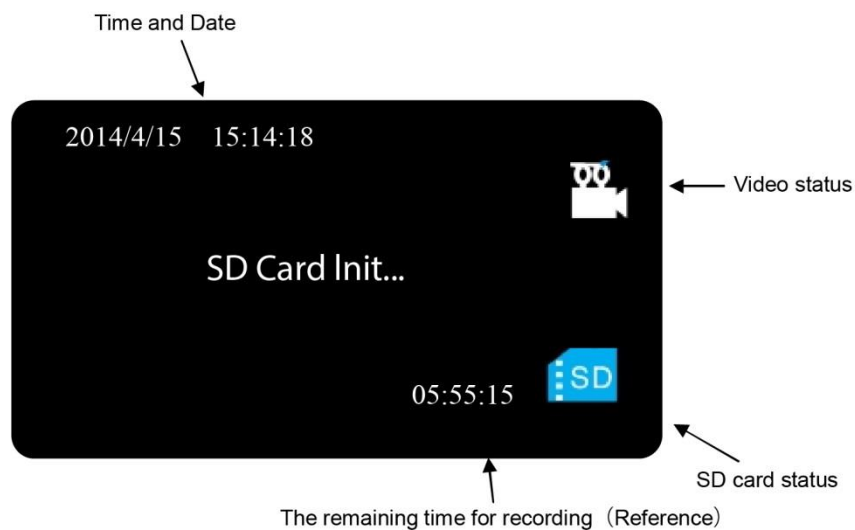 Time and Date
2014/4/15 15:14:18
Video status
SD Card Init...
SD
05:55:15
SD card status
The remaining time for recording（Reference）